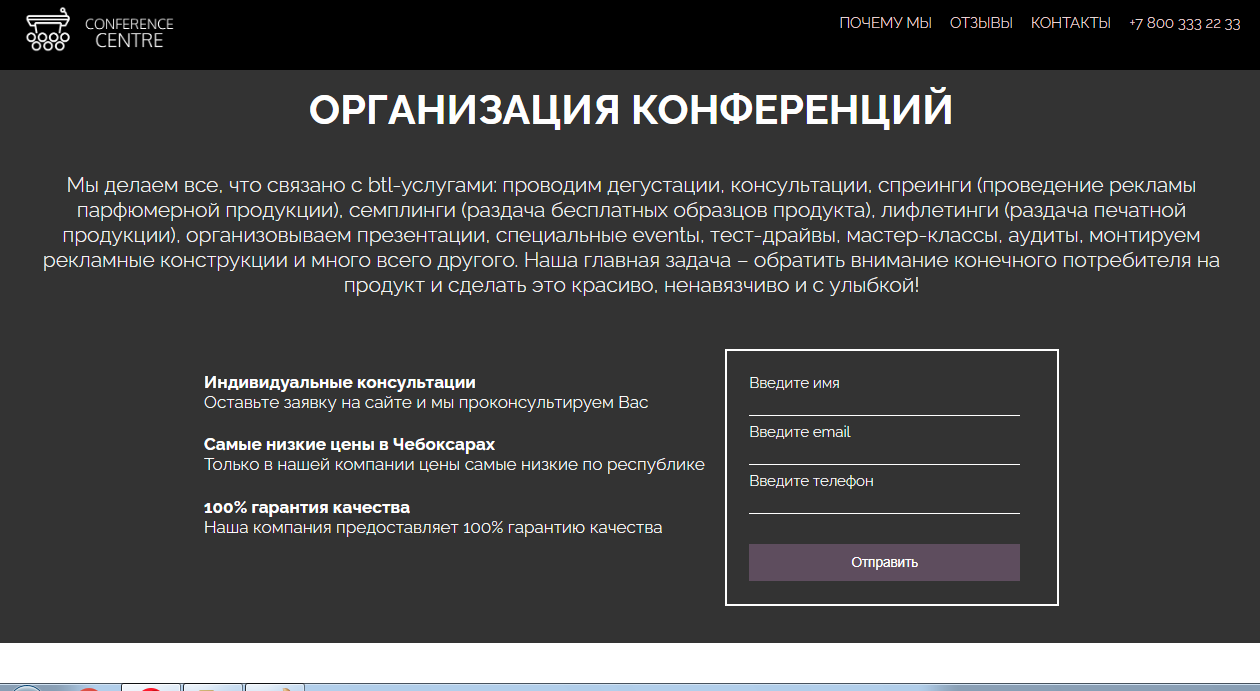 CONFERENCE
CENTRE
ПОЧЕМУ МЫ ОТЗЫВЫ КОНТАКТЫ +7 800 333 22 33
ОРГАНИЗАЦИЯ КОНФЕРЕНЦИЙ
Мы делаем все, что связано с btl-услугами: проводим дегустации, консультации, спреинги (проведение рекламы
парфюмерной продукции), семплинги (раздача бесплатных образцов продукта), лифлетинги (раздача печатной
продукции), организовываем презентации, специальные eventы, тест-драйвы, мастер-классы, аудиты, монтируем
рекламные конструкции и много всего другого. Наша главная задача – обратить внимание конечного потребителя на
продукт и сделать это красиво, ненавязчиво и с улыбкой!
Индивидуальные консультации
Оставьте заявку на сайте и мы проконсультируем Вас
Самые низкие цены в Чебоксарах
Только в нашей компании цены самые низкие по республике
100% гарантия качества
Наша компания предоставляет 100% гарантию качества
Введите имя
Введите email
Введите телефон
Отправить